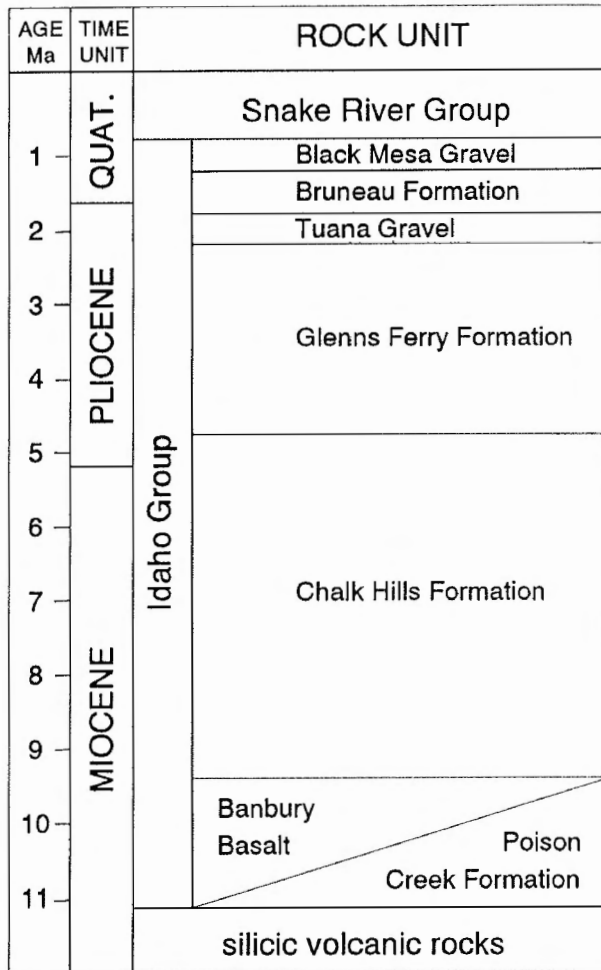 AGE
Ma
TIME
UNIT
ROCK UNIT
1
2
3
4
5
6
7
8
9
10
11
QUAT.
PLIOCENE
MIOCENE
Snake River Group
Idaho Group
Black Mesa Gravel
Bruneau Formation
Tuana Gravel
Glenns Ferry Formation
Chalk Hills Formation
Banbury
Basalt
Poison
Creek Formation
silicic volcanic rocks